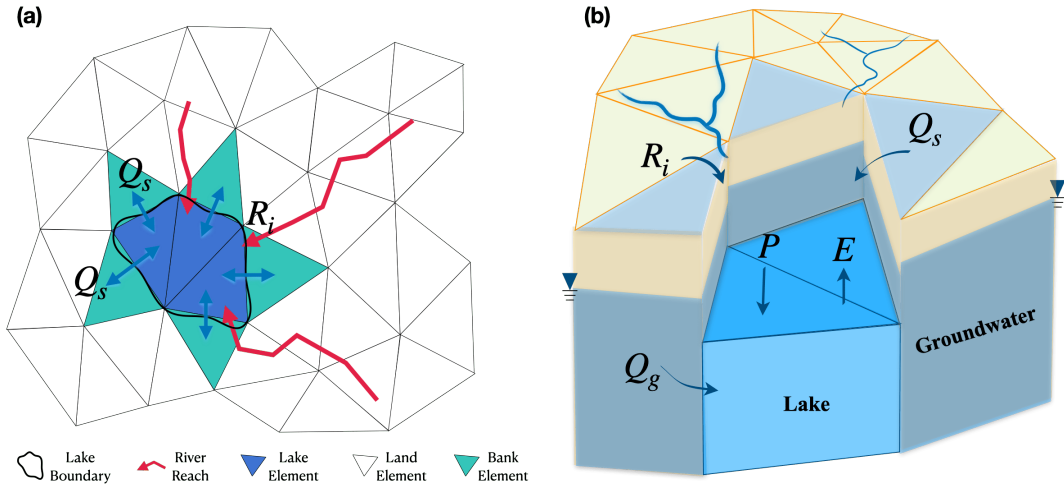 (a)
Q_s
R_i
Q_s
Lake Boundary
River Reach
Lake Element
Land Element
Bank Element
(b)
R_i
Q_s
P
E
Q_g
Groundwater
Lake